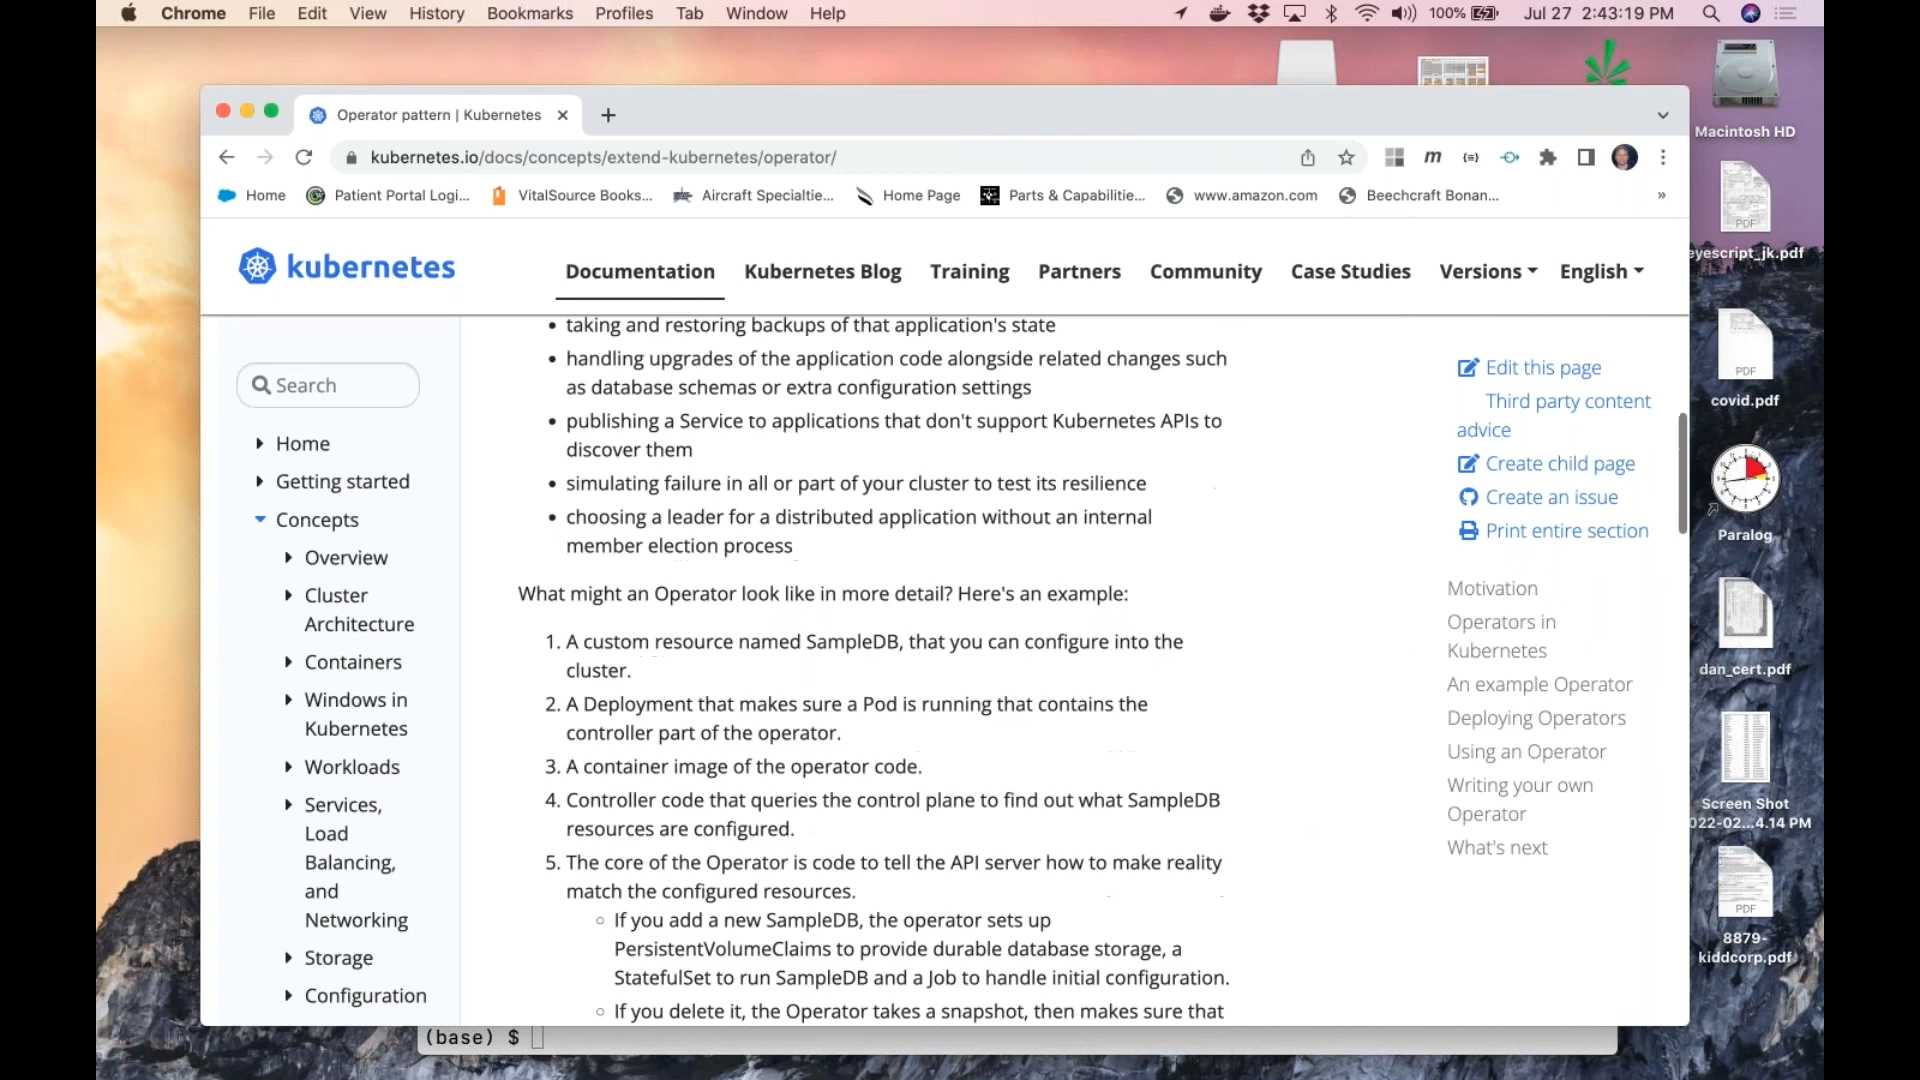 Chrome File Edit View History Bookmarks Profiles Tab Window Help 100% Jul 27 2:43:19 PM
Operator pattern | Kubernetes
kubernetes.io/docs/concepts/extend-kubernetes/operator/
Home Patient Portal Logi... VitalSource Books... Aircraft Specialtie... Home Page Parts & Capabilitie... www.amazon.com Beechcraft Bonan... »
kubernetes
Documentation Kubernetes Blog Training Partners Community Case Studies Versions English
Search
Home
Getting started
Concepts
Overview
Cluster
Architecture
Containers
Windows in
Kubernetes
Workloads
Services,
Load
Balancing,
and
Networking
Storage
Configuration
• taking and restoring backups of that application's state
• handling upgrades of the application code alongside related changes such
as database schemas or extra configuration settings
• publishing a Service to applications that don't support Kubernetes APIs to
discover them
• simulating failure in all or part of your cluster to test its resilience
• choosing a leader for a distributed application without an internal
member election process
What might an Operator look like in more detail? Here's an example:
1. A custom resource named SampleDB, that you can configure into the
cluster.
2. A Deployment that makes sure a Pod is running that contains the
controller part of the operator.
3. A container image of the operator code.
4. Controller code that queries the control plane to find out what SampleDB
resources are configured.
5. The core of the Operator is code to tell the API server how to make reality
match the configured resources.
◦ If you add a new SampleDB, the operator sets up
PersistentVolumeClaims to provide durable database storage, a
StatefulSet to run SampleDB and a Job to handle initial configuration.
◦ If you delete it, the Operator takes a snapshot, then makes sure that
Edit this page
Third party content
advice
Create child page
Create an issue
Print entire section
Motivation
Operators in
Kubernetes
An example Operator
Deploying Operators
Using an Operator
Writing your own
Operator
What's next
Macintosh HD
PDF
eyescript_jk.pdf
PDF
covid.pdf
Paralog
dan_cert.pdf
Screen Shot
022-02...4.14 PM
PDF
8879-
kiddcorp.pdf
(base) $